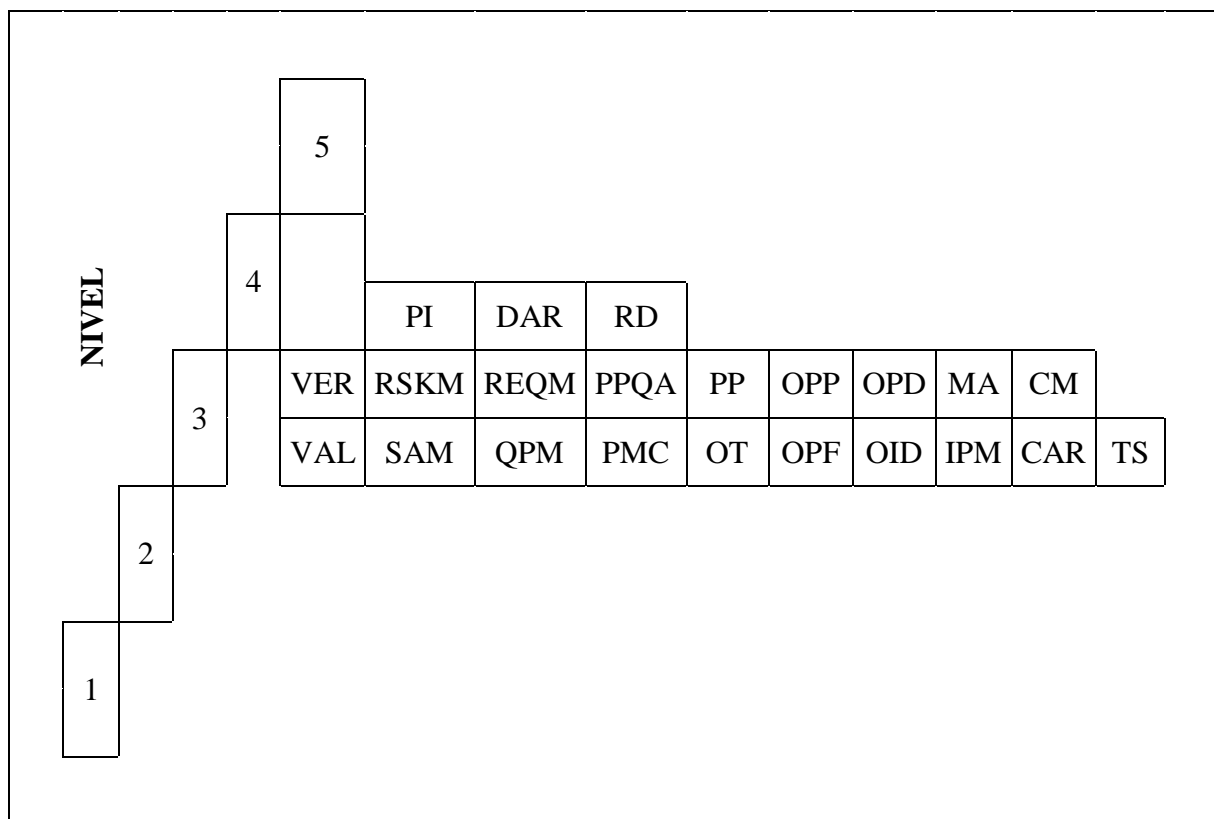 5
NIVEL
4
PI DAR RD
3
VER RSKM REQM PPQA PP OPP OPD MA CM
VAL SAM QPM PMC OT OPF OID IPM CAR TS
2
1